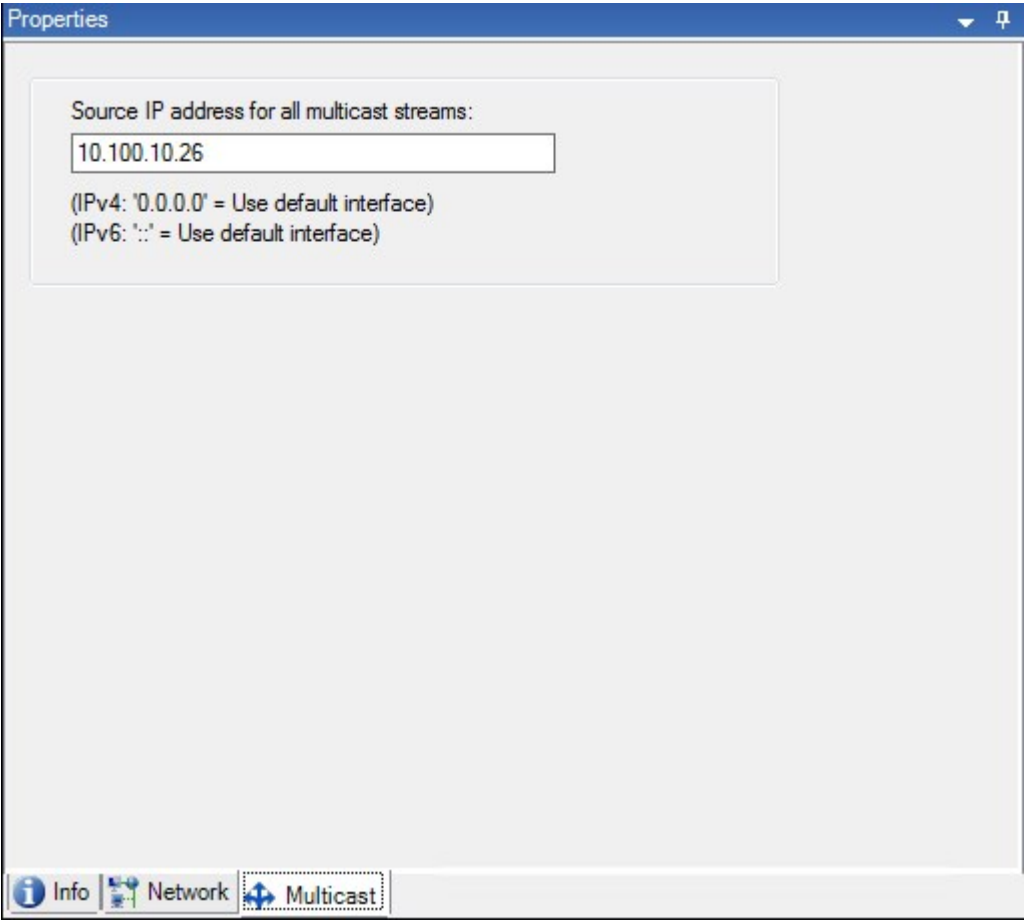 Properties
Source IP address for all multicast streams:
10.100.10.26
(IPv4: '0.0.0.0' = Use default interface)
(IPv6: '::' = Use default interface)
Info Network Multicast